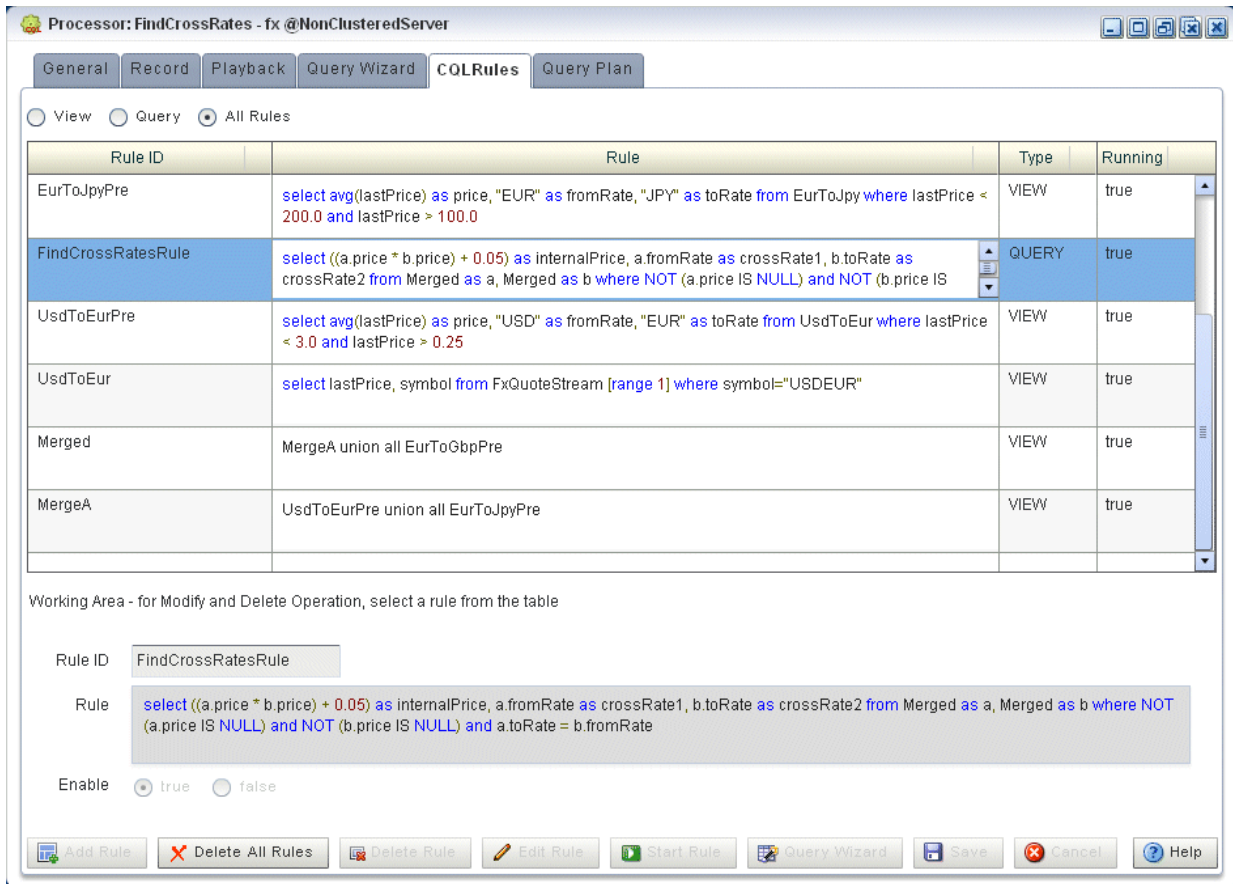 Processor: FindCrossRates - fx @NonClusteredServer
General Record Playback Query Wizard CQLRules Query Plan
View Query All Rules
Rule ID Rule Type Running
EurToJpyPre select avg(lastPrice) as price, "EUR" as fromRate, "JPY" as toRate from EurToJpy where lastPrice < VIEW true
200.0 and lastPrice > 100.0
FindCrossRatesRule select ((a.price * b.price) + 0.05) as internalPrice, a.fromRate as crossRate1, b.toRate as QUERY true
crossRate2 from Merged as a, Merged as b where NOT (a.price IS NULL) and NOT (b.price IS
UsdToEurPre select avg(lastPrice) as price, "USD" as fromRate, "EUR" as toRate from UsdToEur where lastPrice VIEW true
< 3.0 and lastPrice > 0.25
UsdToEur select lastPrice, symbol from FxQuoteStream [range 1] where symbol="USDEUR" VIEW true
Merged MergeA union all EurToGbpPre VIEW true
MergeA UsdToEurPre union all EurToJpyPre VIEW true
Working Area - for Modify and Delete Operation, select a rule from the table
Rule ID FindCrossRatesRule
Rule select ((a.price * b.price) + 0.05) as internalPrice, a.fromRate as crossRate1, b.toRate as crossRate2 from Merged as a, Merged as b where NOT
(a.price IS NULL) and NOT (b.price IS NULL) and a.toRate = b.fromRate
Enable true false
Add Rule Delete All Rules Delete Rule Edit Rule Start Rule Query Wizard Save Cancel Help